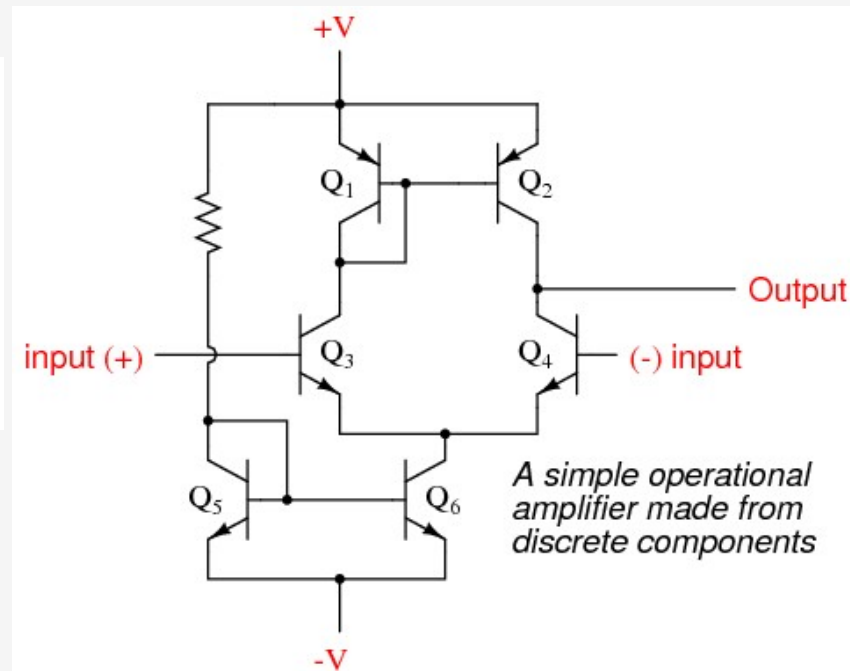 +V
Q1
Q2
Output
input (+)
Q3
Q4
(-) input
Q5
Q6
A simple operational
amplifier made from
discrete components
-V